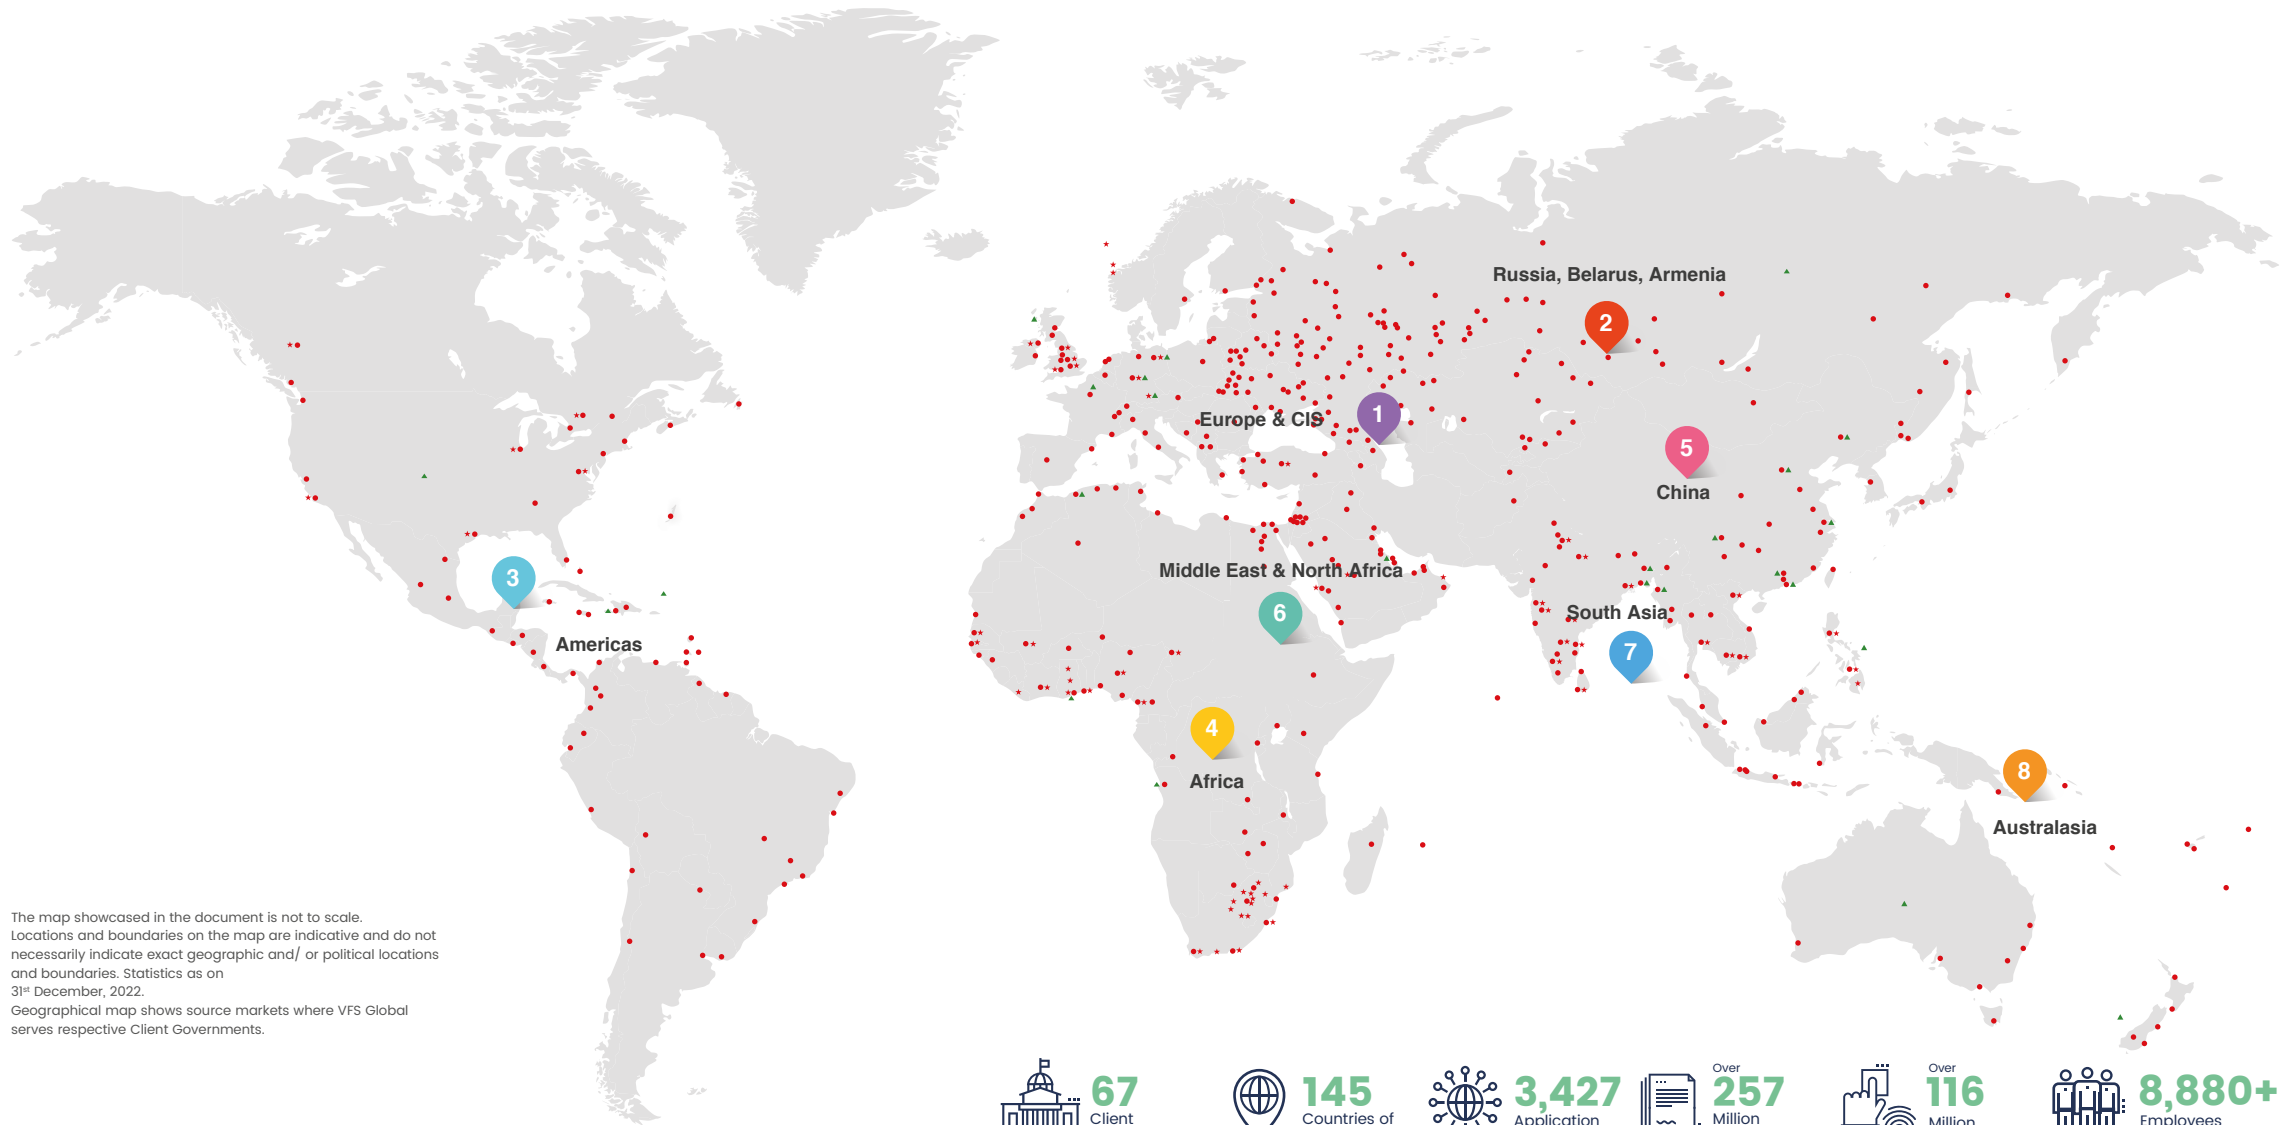 Russia, Belarus, Armenia
2
Europe & CIS
1
5
China
Middle East & North Africa
3
6
South Asia
Americas
7
4
Africa
8
Australasia
The map showcased in the document is not to scale.
Locations and boundaries on the map are indicative and do not
necessarily indicate exact geographic and/ or political locations
and boundaries. Statistics as on
31st December, 2022.
Geographical map shows source markets where VFS Global
serves respective Client Governments.
67
Client
145
Countries of
3,427
Application
Over
257
Million
Over
116
Million
8,880+
Employees